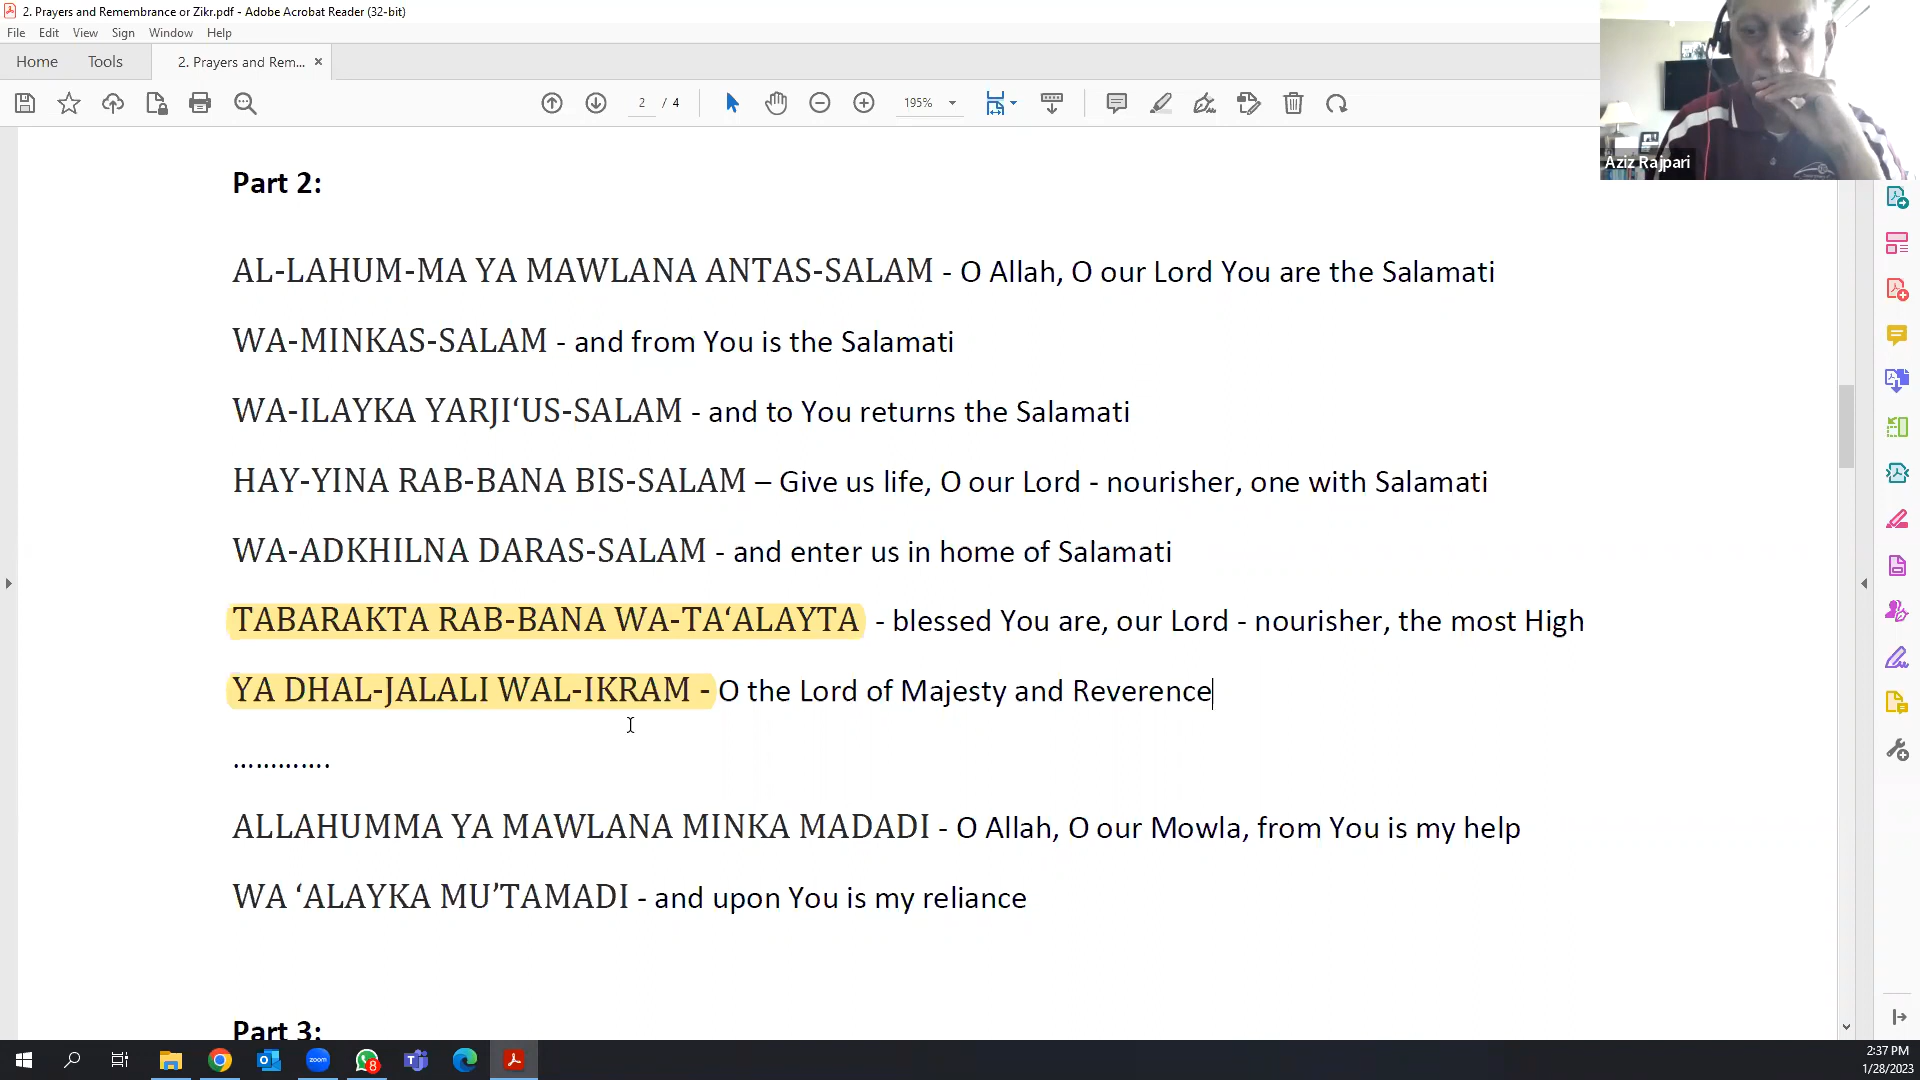 2. Prayers and Remembrance or Zikr.pdf - Adobe Acrobat Reader (32-bit)
File Edit View Sign Window Help
Home Tools 2. Prayers and Rem... ×
2 / 4 195%
Aziz Rajpari
Part 2:
AL-LAHUM-MA YA MAWLANA ANTAS-SALAM - O Allah, O our Lord You are the Salamati
WA-MINKAS-SALAM - and from You is the Salamati
WA-ILAYKA YARJI‘US-SALAM - and to You returns the Salamati
HAY-YINA RAB-BANA BIS-SALAM – Give us life, O our Lord - nourisher, one with Salamati
WA-ADKHILNA DARAS-SALAM - and enter us in home of Salamati
TABARAKTA RAB-BANA WA-TA‘ALAYTA - blessed You are, our Lord - nourisher, the most High
YA DHAL-JALALI WAL-IKRAM - O the Lord of Majesty and Reverence
.............
ALLAHUMMA YA MAWLANA MINKA MADADI - O Allah, O our Mowla, from You is my help
WA ‘ALAYKA MU’TAMADI - and upon You is my reliance
Part 3:
zoom 8
2:37 PM
1/28/2023